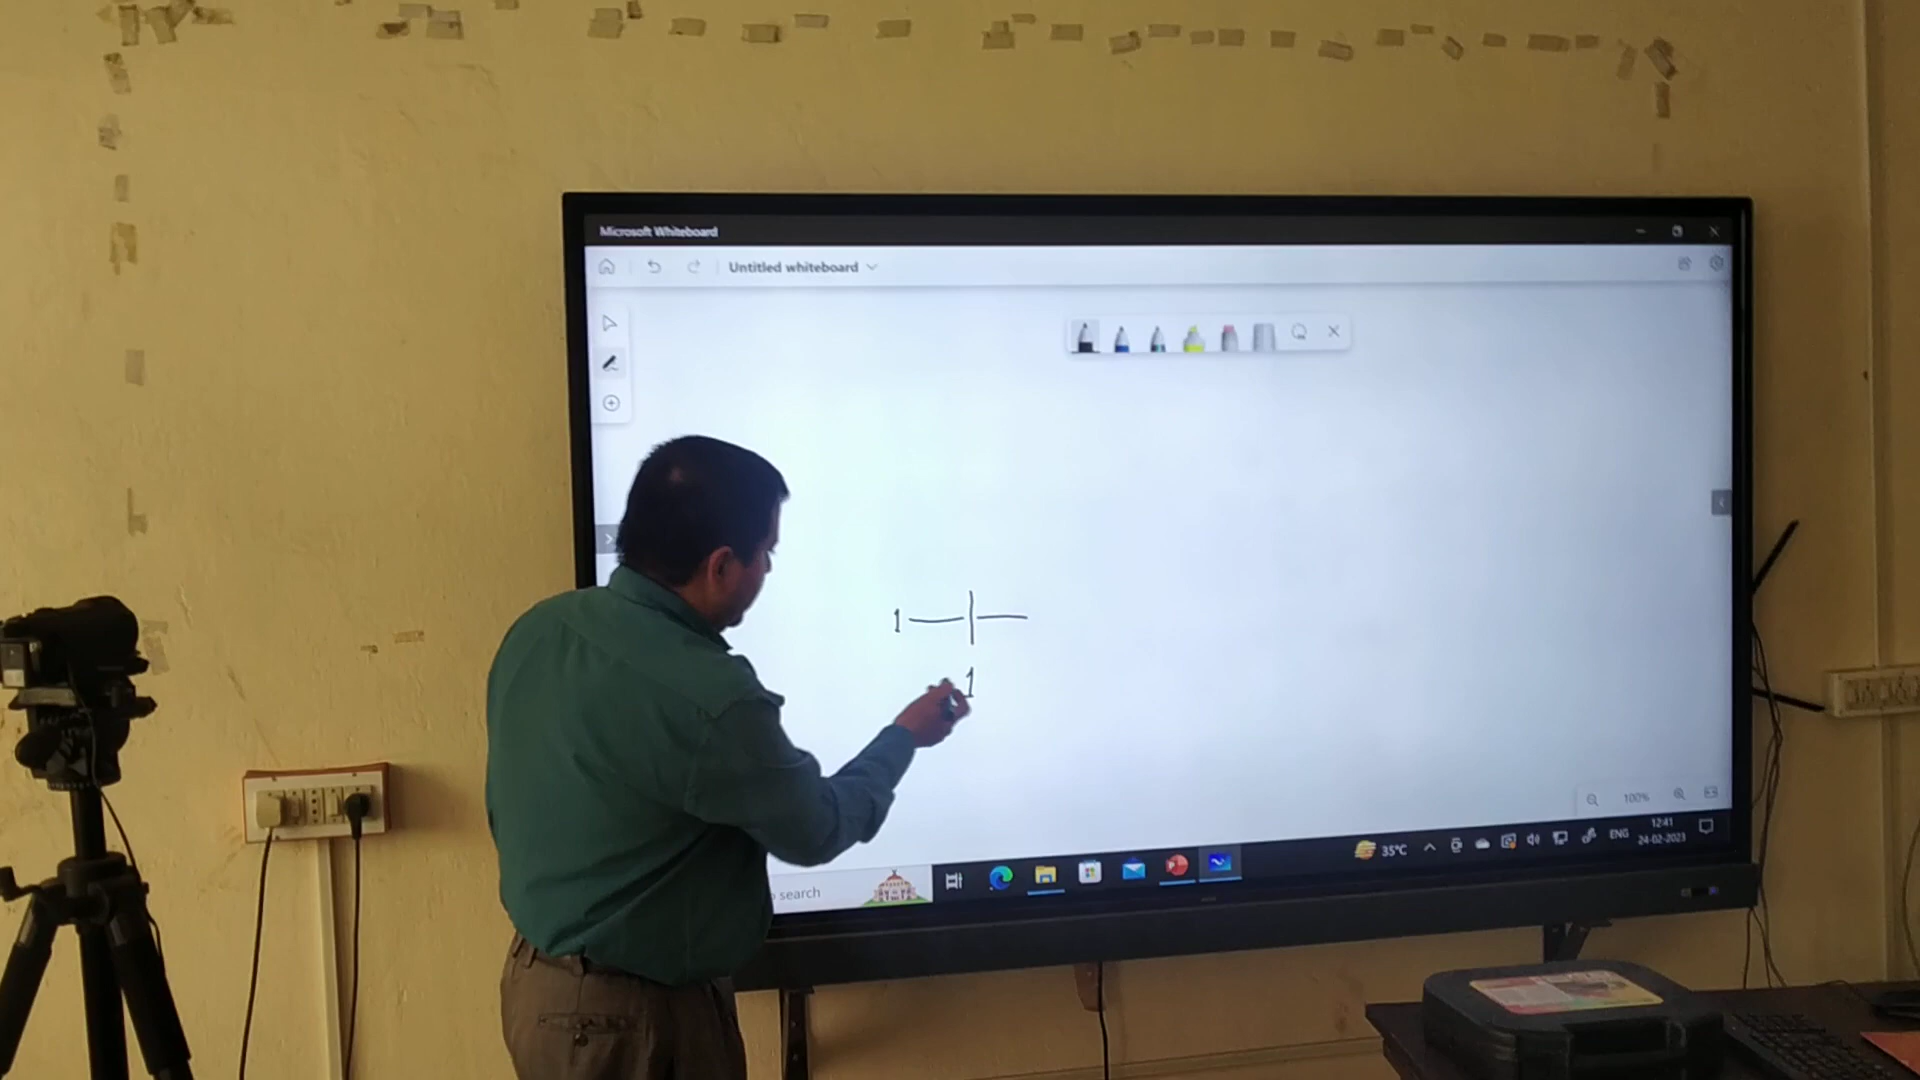 Microsoft Whiteboard
Untitled whiteboard
1
1
100%
search
35°C
ENG
12:41
24-02-2023